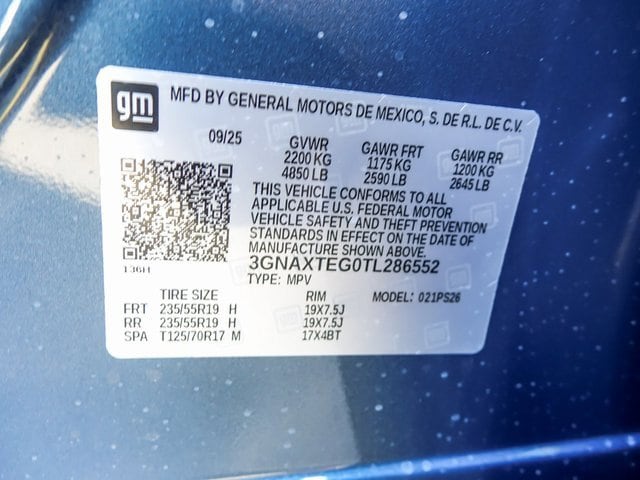 gm
MFD BY GENERAL MOTORS DE MEXICO, S. DE R.L. DE C.V.
09/25 GVWR GAWR FRT GAWR RR
2200 KG 1175 KG 1200 KG
4850 LB 2590 LB 2645 LB
THIS VEHICLE CONFORMS TO ALL
APPLICABLE U.S. FEDERAL MOTOR
VEHICLE SAFETY AND THEFT PREVENTION
STANDARDS IN EFFECT ON THE DATE OF
MANUFACTURE SHOWN ABOVE.
3GNAXTEG0TL286552
136H
TYPE: MPV MODEL: 021PS26
TIRE SIZE RIM
FRT 235/55R19 H 19X7.5J
RR 235/55R19 H 19X7.5J
SPA T125/70R17 M 17X4BT